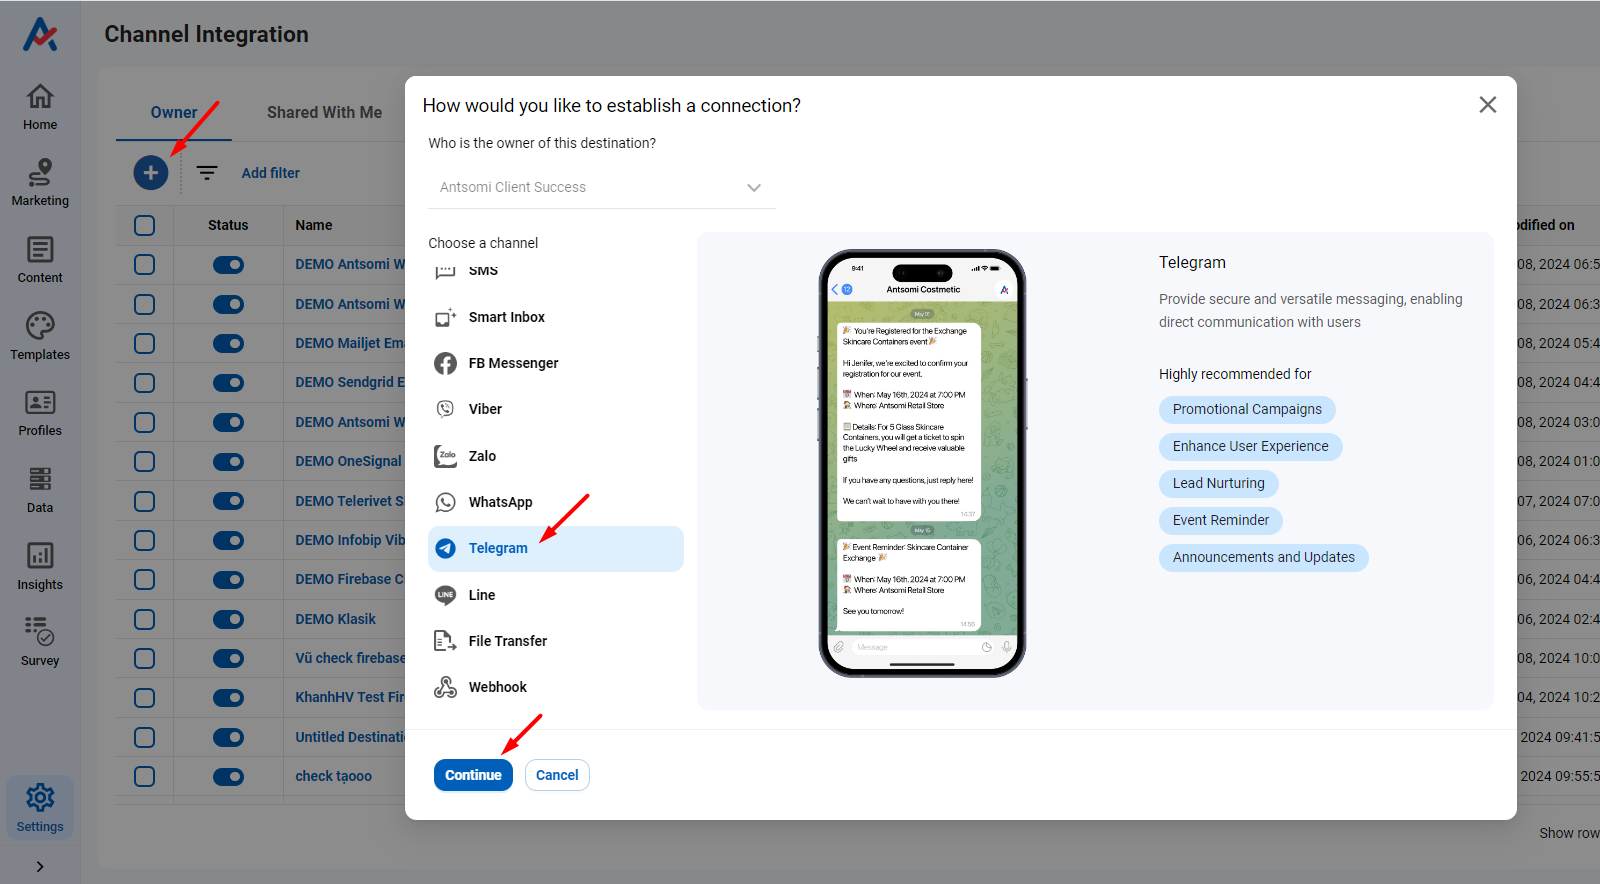 Channel Integration
Home
Marketing
Content
Templates
Profiles
Data
Insights
Survey
Settings
Owner
Shared With Me
Add filter
Status
Name
odified on
DEMO Antsomi W
08, 2024 06:5
DEMO Antsomi W
08, 2024 06:3
DEMO Mailjet Ema
08, 2024 05:4
DEMO Sendgrid E
08, 2024 04:4
DEMO Antsomi W
08, 2024 03:0
DEMO OneSignal
08, 2024 01:0
DEMO Telerivet S
07, 2024 07:0
DEMO Infobip Vib
06, 2024 06:3
DEMO Firebase C
06, 2024 04:4
DEMO Klasik
06, 2024 02:4
Vũ check firebase
08, 2024 10:0
KhanhHV Test Fir
04, 2024 10:2
Untitled Destinati
2024 09:41:5
check tạooo
2024 09:55:5
Show row
How would you like to establish a connection?
Who is the owner of this destination?
Antsomi Client Success
Choose a channel
SMS
Smart Inbox
FB Messenger
Viber
Zalo
Zalo
WhatsApp
Telegram
LINE
Line
File Transfer
Webhook
Continue
Cancel
9:41
12
Antsomi Costmetic
May 01
You're Registered for the Exchange
Skincare Containers event
Hi Jenifer, we're excited to confirm your
registration for our event.
When: May 16th, 2024 at 7:00 PM
Where: Antsomi Retail Store
Details: For 5 Glass Skincare
Containers, you will get a ticket to spin
the Lucky Wheel and receive valuable
gifts
If you have any questions, just reply here!
We can't wait to have with you there!
14:37
May 15
Event Reminder: Skincare Container
Exchange
When: May 16th, 2024 at 7:00 PM
Where: Antsomi Retail Store
See you tomorrow!
14:56
Message
Telegram
Provide secure and versatile messaging, enabling
direct communication with users
Highly recommended for
Promotional Campaigns
Enhance User Experience
Lead Nurturing
Event Reminder
Announcements and Updates